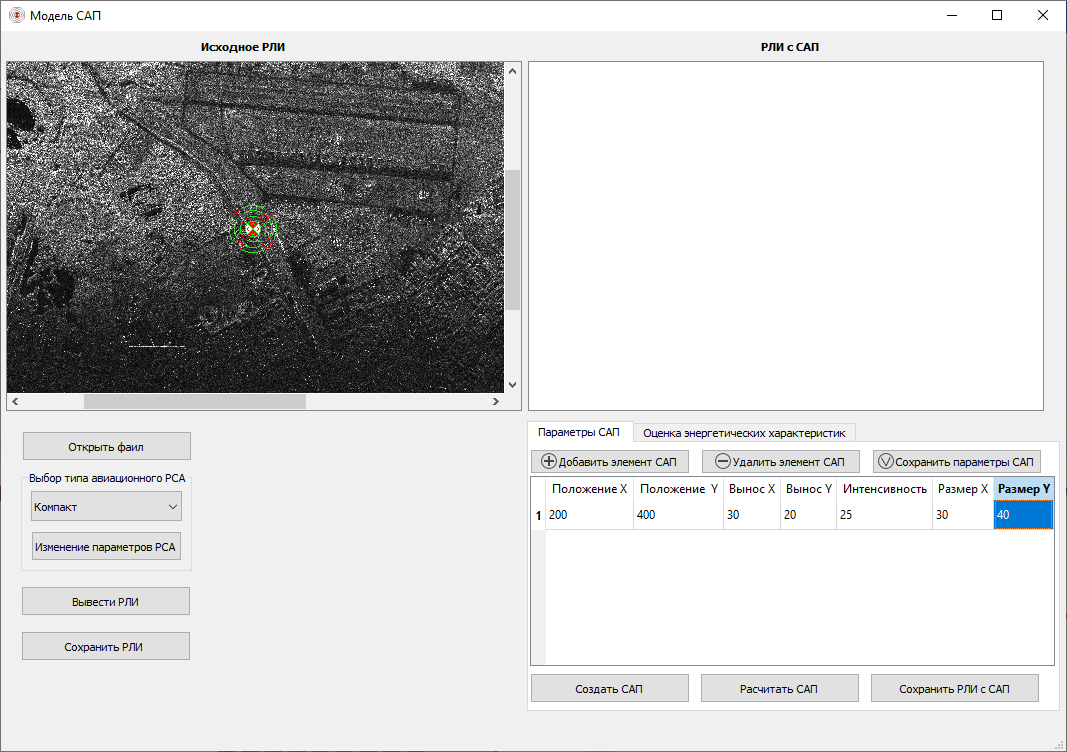 Модель САП
Исходное РЛИ
РЛИ с САП
Открыть фаил
Выбор типа авиационного РСА
Компакт
Изменение параметров РСА
Вывести РЛИ
Сохранить РЛИ
Параметры САП
Оценка энергетических характеристик
Добавить элемент САП
Удалить элемент САП
Сохранить параметры САП
Положение X Положение Y Вынос X Вынос Y Интенсивность Размер X Размер Y
1 200 400 30 20 25 30 40
Создать САП
Расчитать САП
Сохранить РЛИ с САП